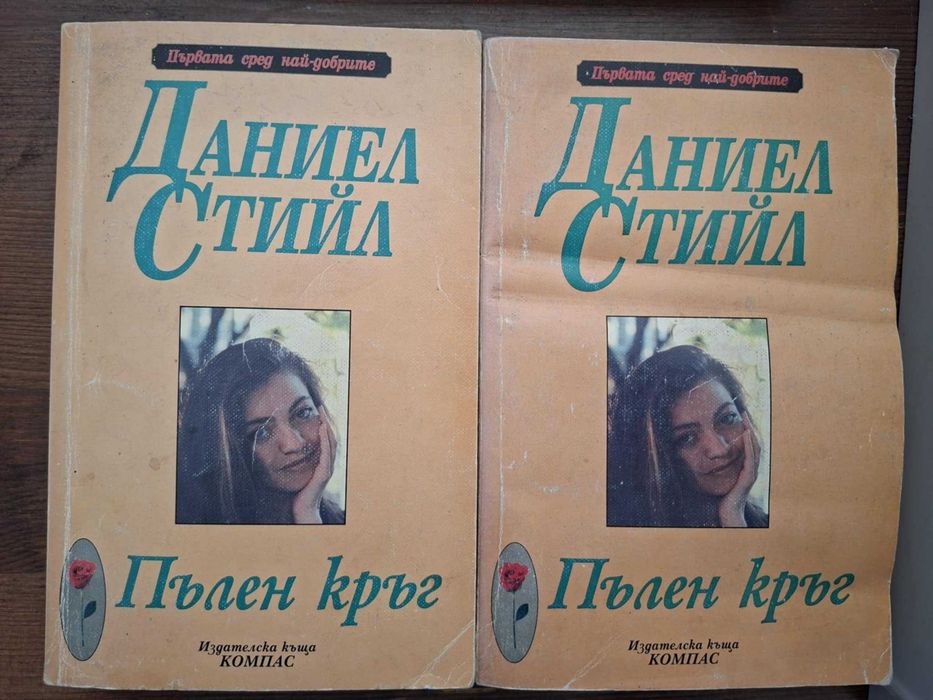 Първата сред най-добрите
ДАНИЕЛ
СТИЙЛ
Пълен кръг
Издателска къща
КОМПАС
Първата сред най-добрите
ДАНИЕЛ
СТИЙЛ
Пълен кръг
Издателска къща
КОМПАС